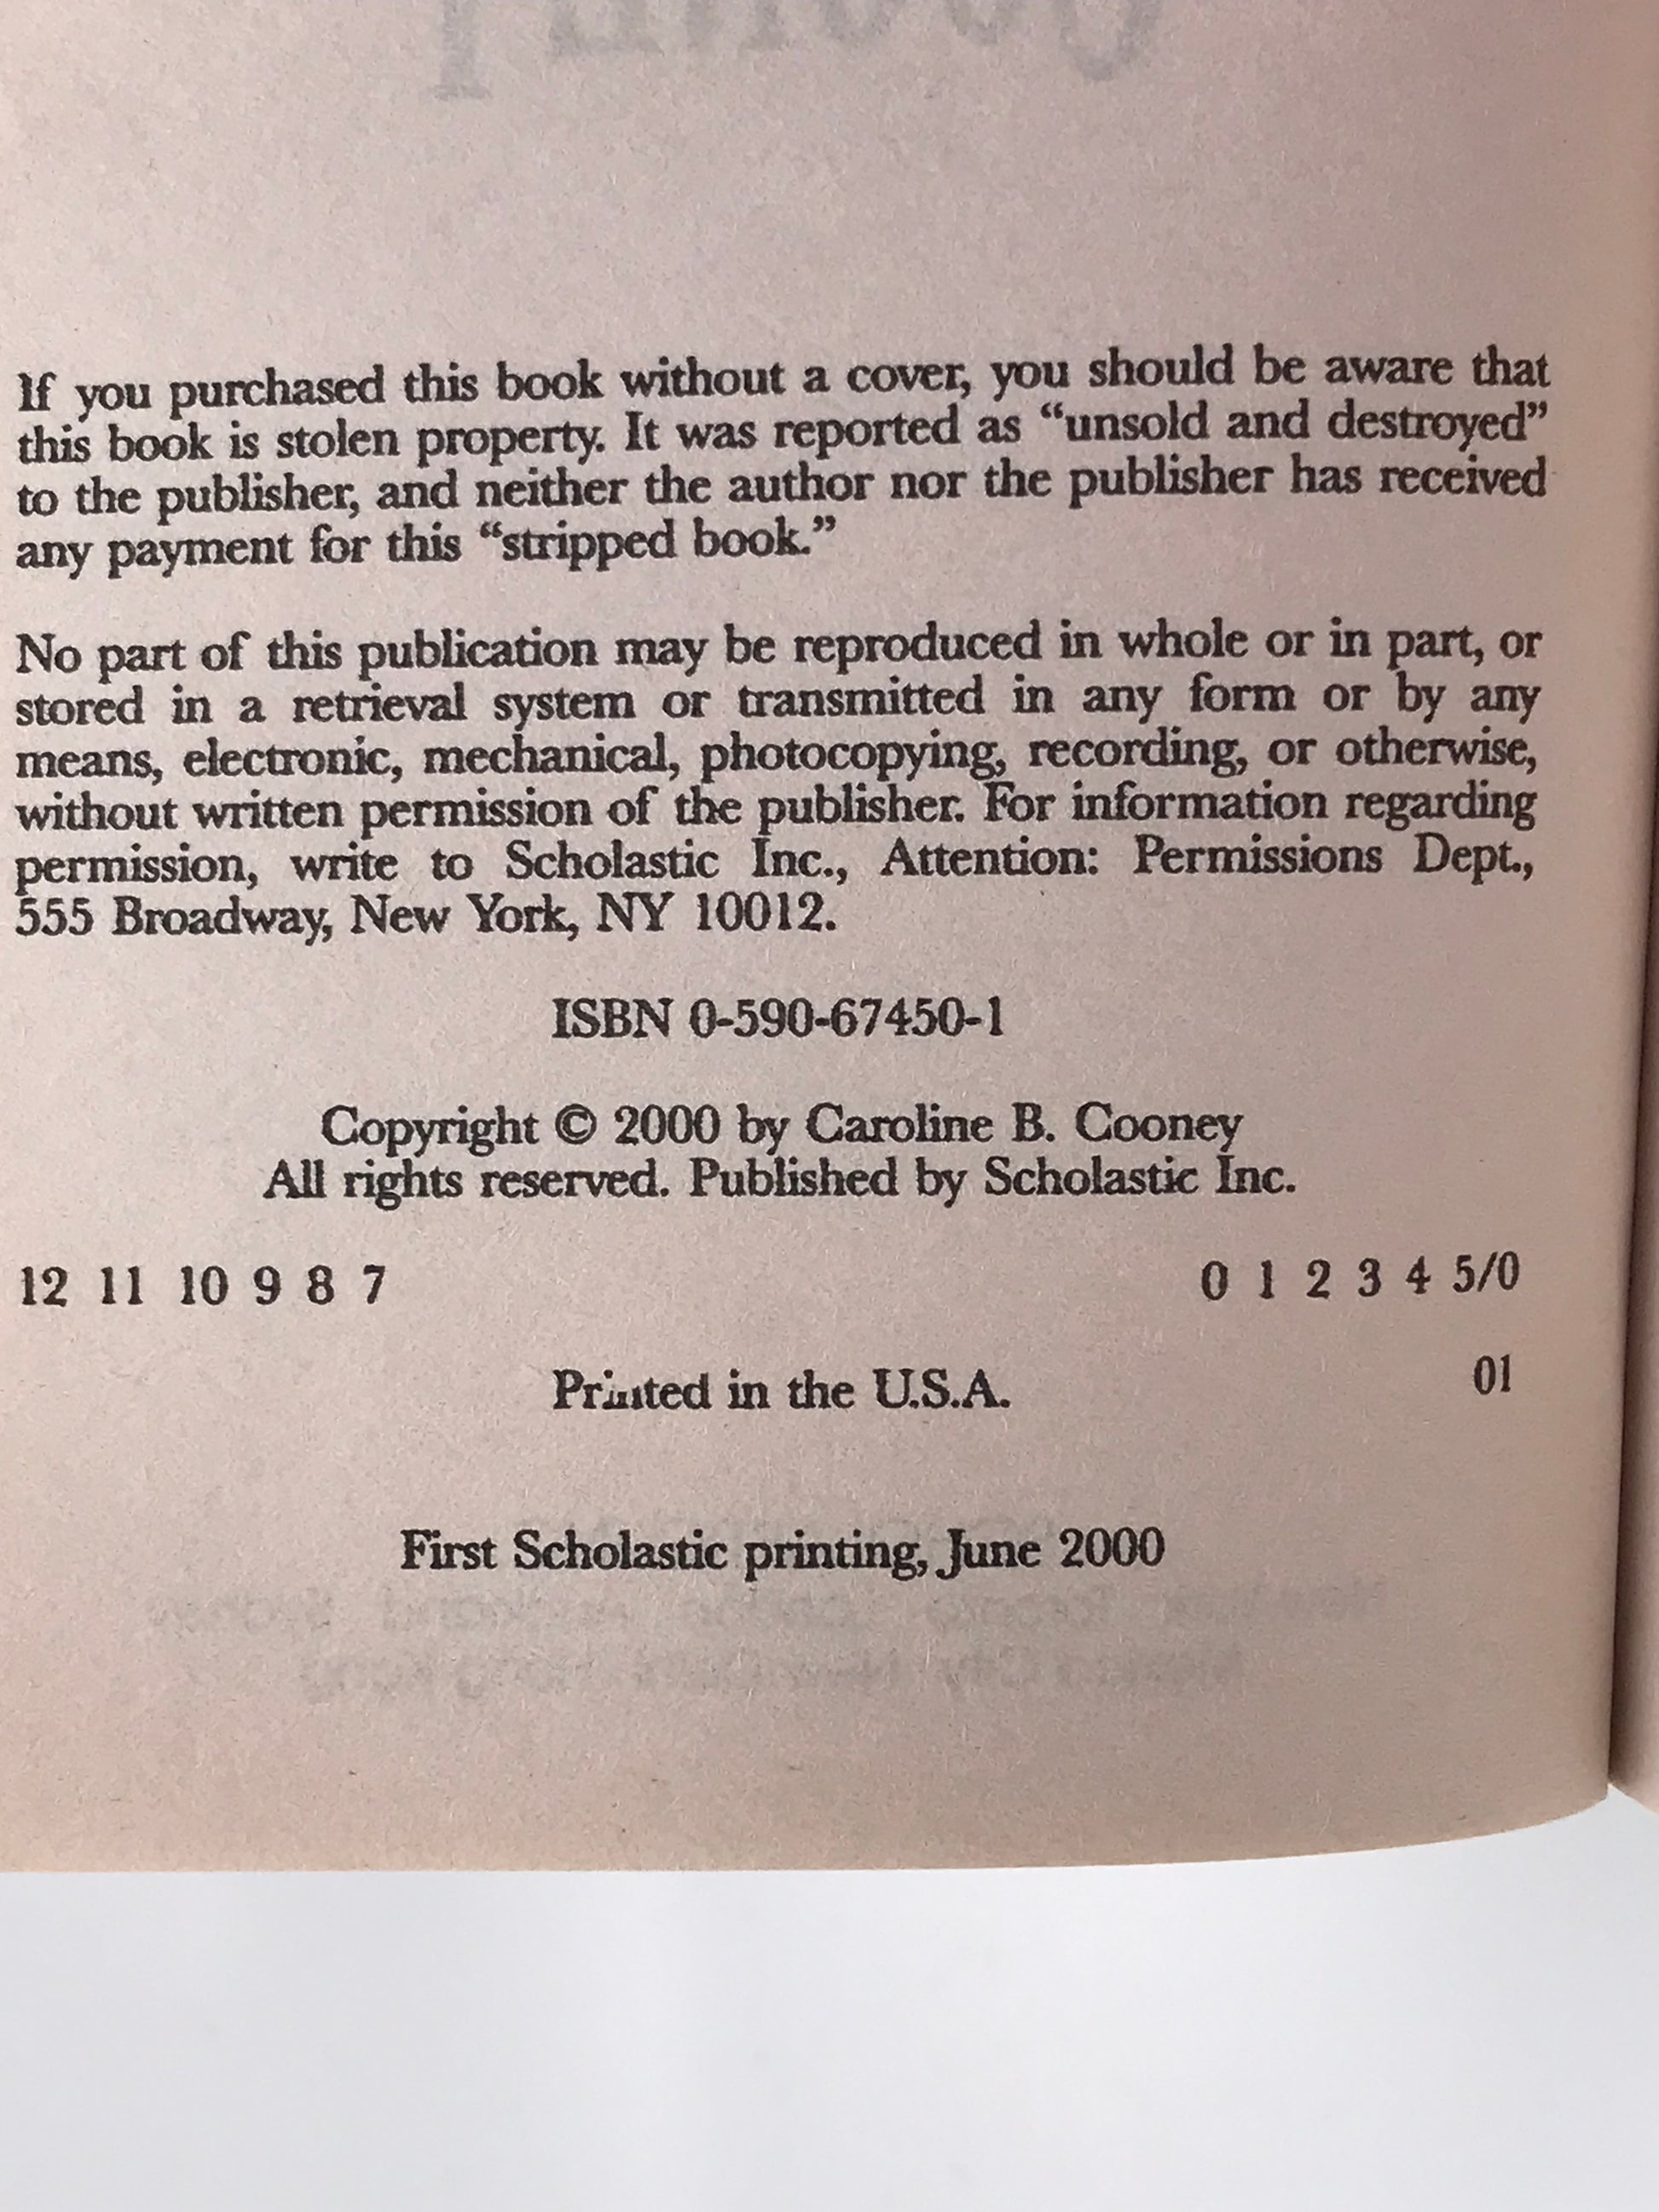 If you purchased this book without a cover, you should be aware that
this book is stolen property. It was reported as “unsold and destroyed”
to the publisher, and neither the author nor the publisher has received
any payment for this “stripped book.”
No part of this publication may be reproduced in whole or in part, or
stored in a retrieval system or transmitted in any form or by any
means, electronic, mechanical, photocopying, recording, or otherwise,
without written permission of the publisher. For information regarding
permission, write to Scholastic Inc., Attention: Permissions Dept.,
555 Broadway, New York, NY 10012.
ISBN 0-590-67450-1
Copyright © 2000 by Caroline B. Cooney
All rights reserved. Published by Scholastic Inc.
12 11 10 9 8 7 0 1 2 3 4 5/0
Printed in the U.S.A. 01
First Scholastic printing, June 2000